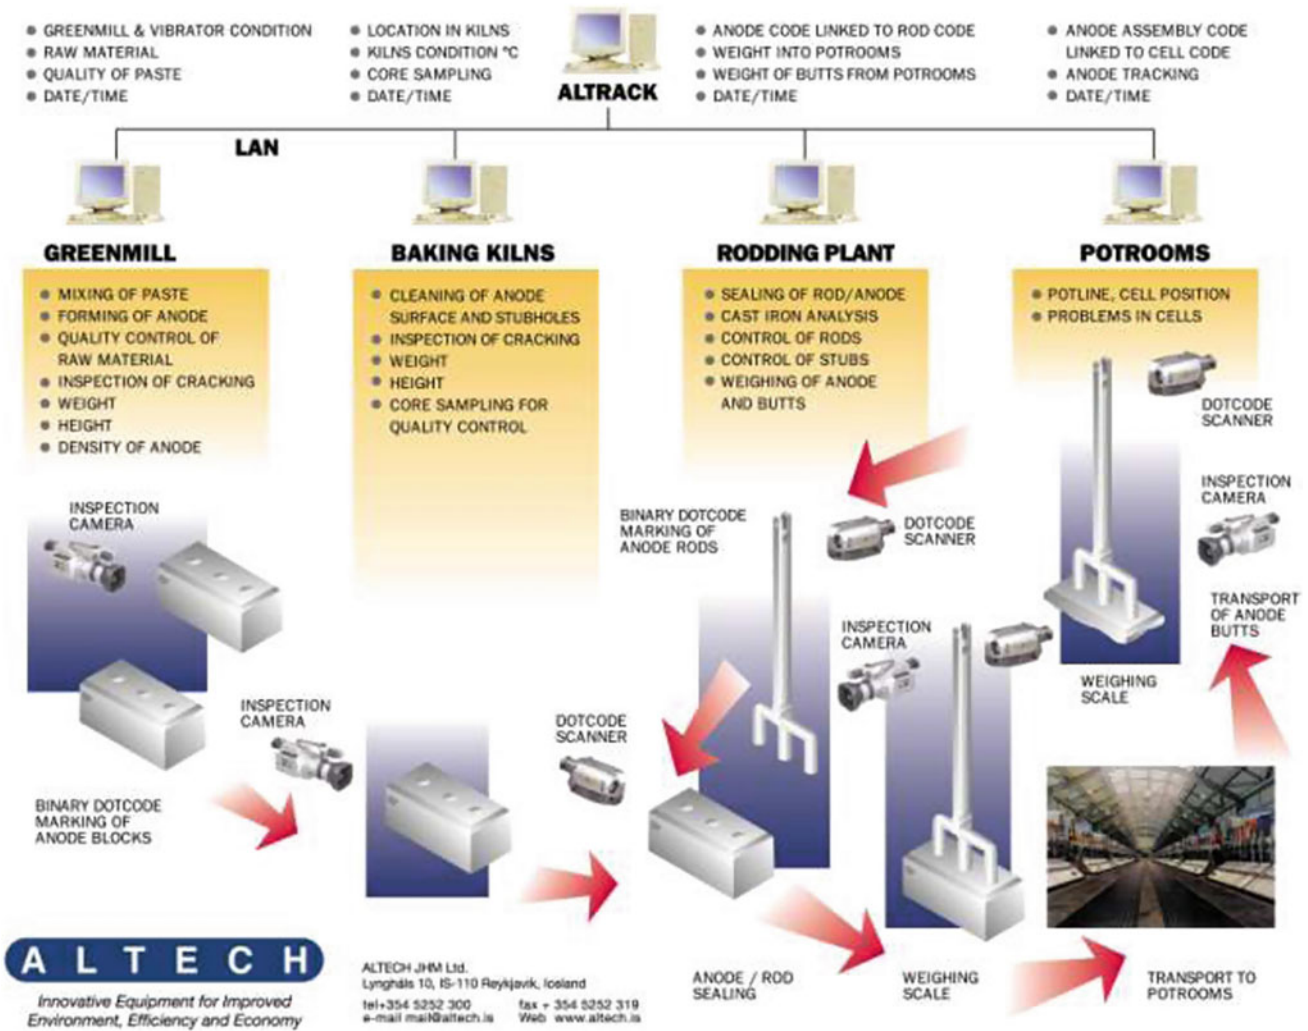 GREENMILL & VIBRATOR CONDITION
RAW MATERIAL
QUALITY OF PASTE
DATE/TIME
LOCATION IN KILNS
KILNS CONDITION °C
CORE SAMPLING
DATE/TIME
ALTRACK
ANODE CODE LINKED TO ROD CODE
WEIGHT INTO POTROOMS
WEIGHT OF BUTTS FROM POTROOMS
DATE/TIME
ANODE ASSEMBLY CODE
LINKED TO CELL CODE
ANODE TRACKING
DATE/TIME
LAN
GREENMILL
MIXING OF PASTE
FORMING OF ANODE
QUALITY CONTROL OF
RAW MATERIAL
INSPECTION OF CRACKING
WEIGHT
HEIGHT
DENSITY OF ANODE
BAKING KILNS
CLEANING OF ANODE
SURFACE AND STUBHOLES
INSPECTION OF CRACKING
WEIGHT
HEIGHT
CORE SAMPLING FOR
QUALITY CONTROL
RODDING PLANT
SEALING OF ROD/ANODE
CAST IRON ANALYSIS
CONTROL OF RODS
CONTROL OF STUBS
WEIGHING OF ANODE
AND BUTTS
POTROOMS
POTLINE, CELL POSITION
PROBLEMS IN CELLS
DOTCODE
SCANNER
INSPECTION
CAMERA
TRANSPORT
OF ANODE
BUTTS
WEIGHING
SCALE
INSPECTION
CAMERA
BINARY DOTCODE
MARKING OF
ANODE BLOCKS
INSPECTION
CAMERA
DOTCODE
SCANNER
BINARY DOTCODE
MARKING OF
ANODE RODS
DOTCODE
SCANNER
INSPECTION
CAMERA
ANODE / ROD
SEALING
WEIGHING
SCALE
TRANSPORT TO
POTROOMS
ALTECH
Innovative Equipment for Improved
Environment, Efficiency and Economy
ALTECH JHM Ltd.
Lyngháls 10, IS-110 Reykjavik, Iceland
tel+354 5252 300 fax + 354 5252 319
e-mail mail@altech.is Web www.altech.is